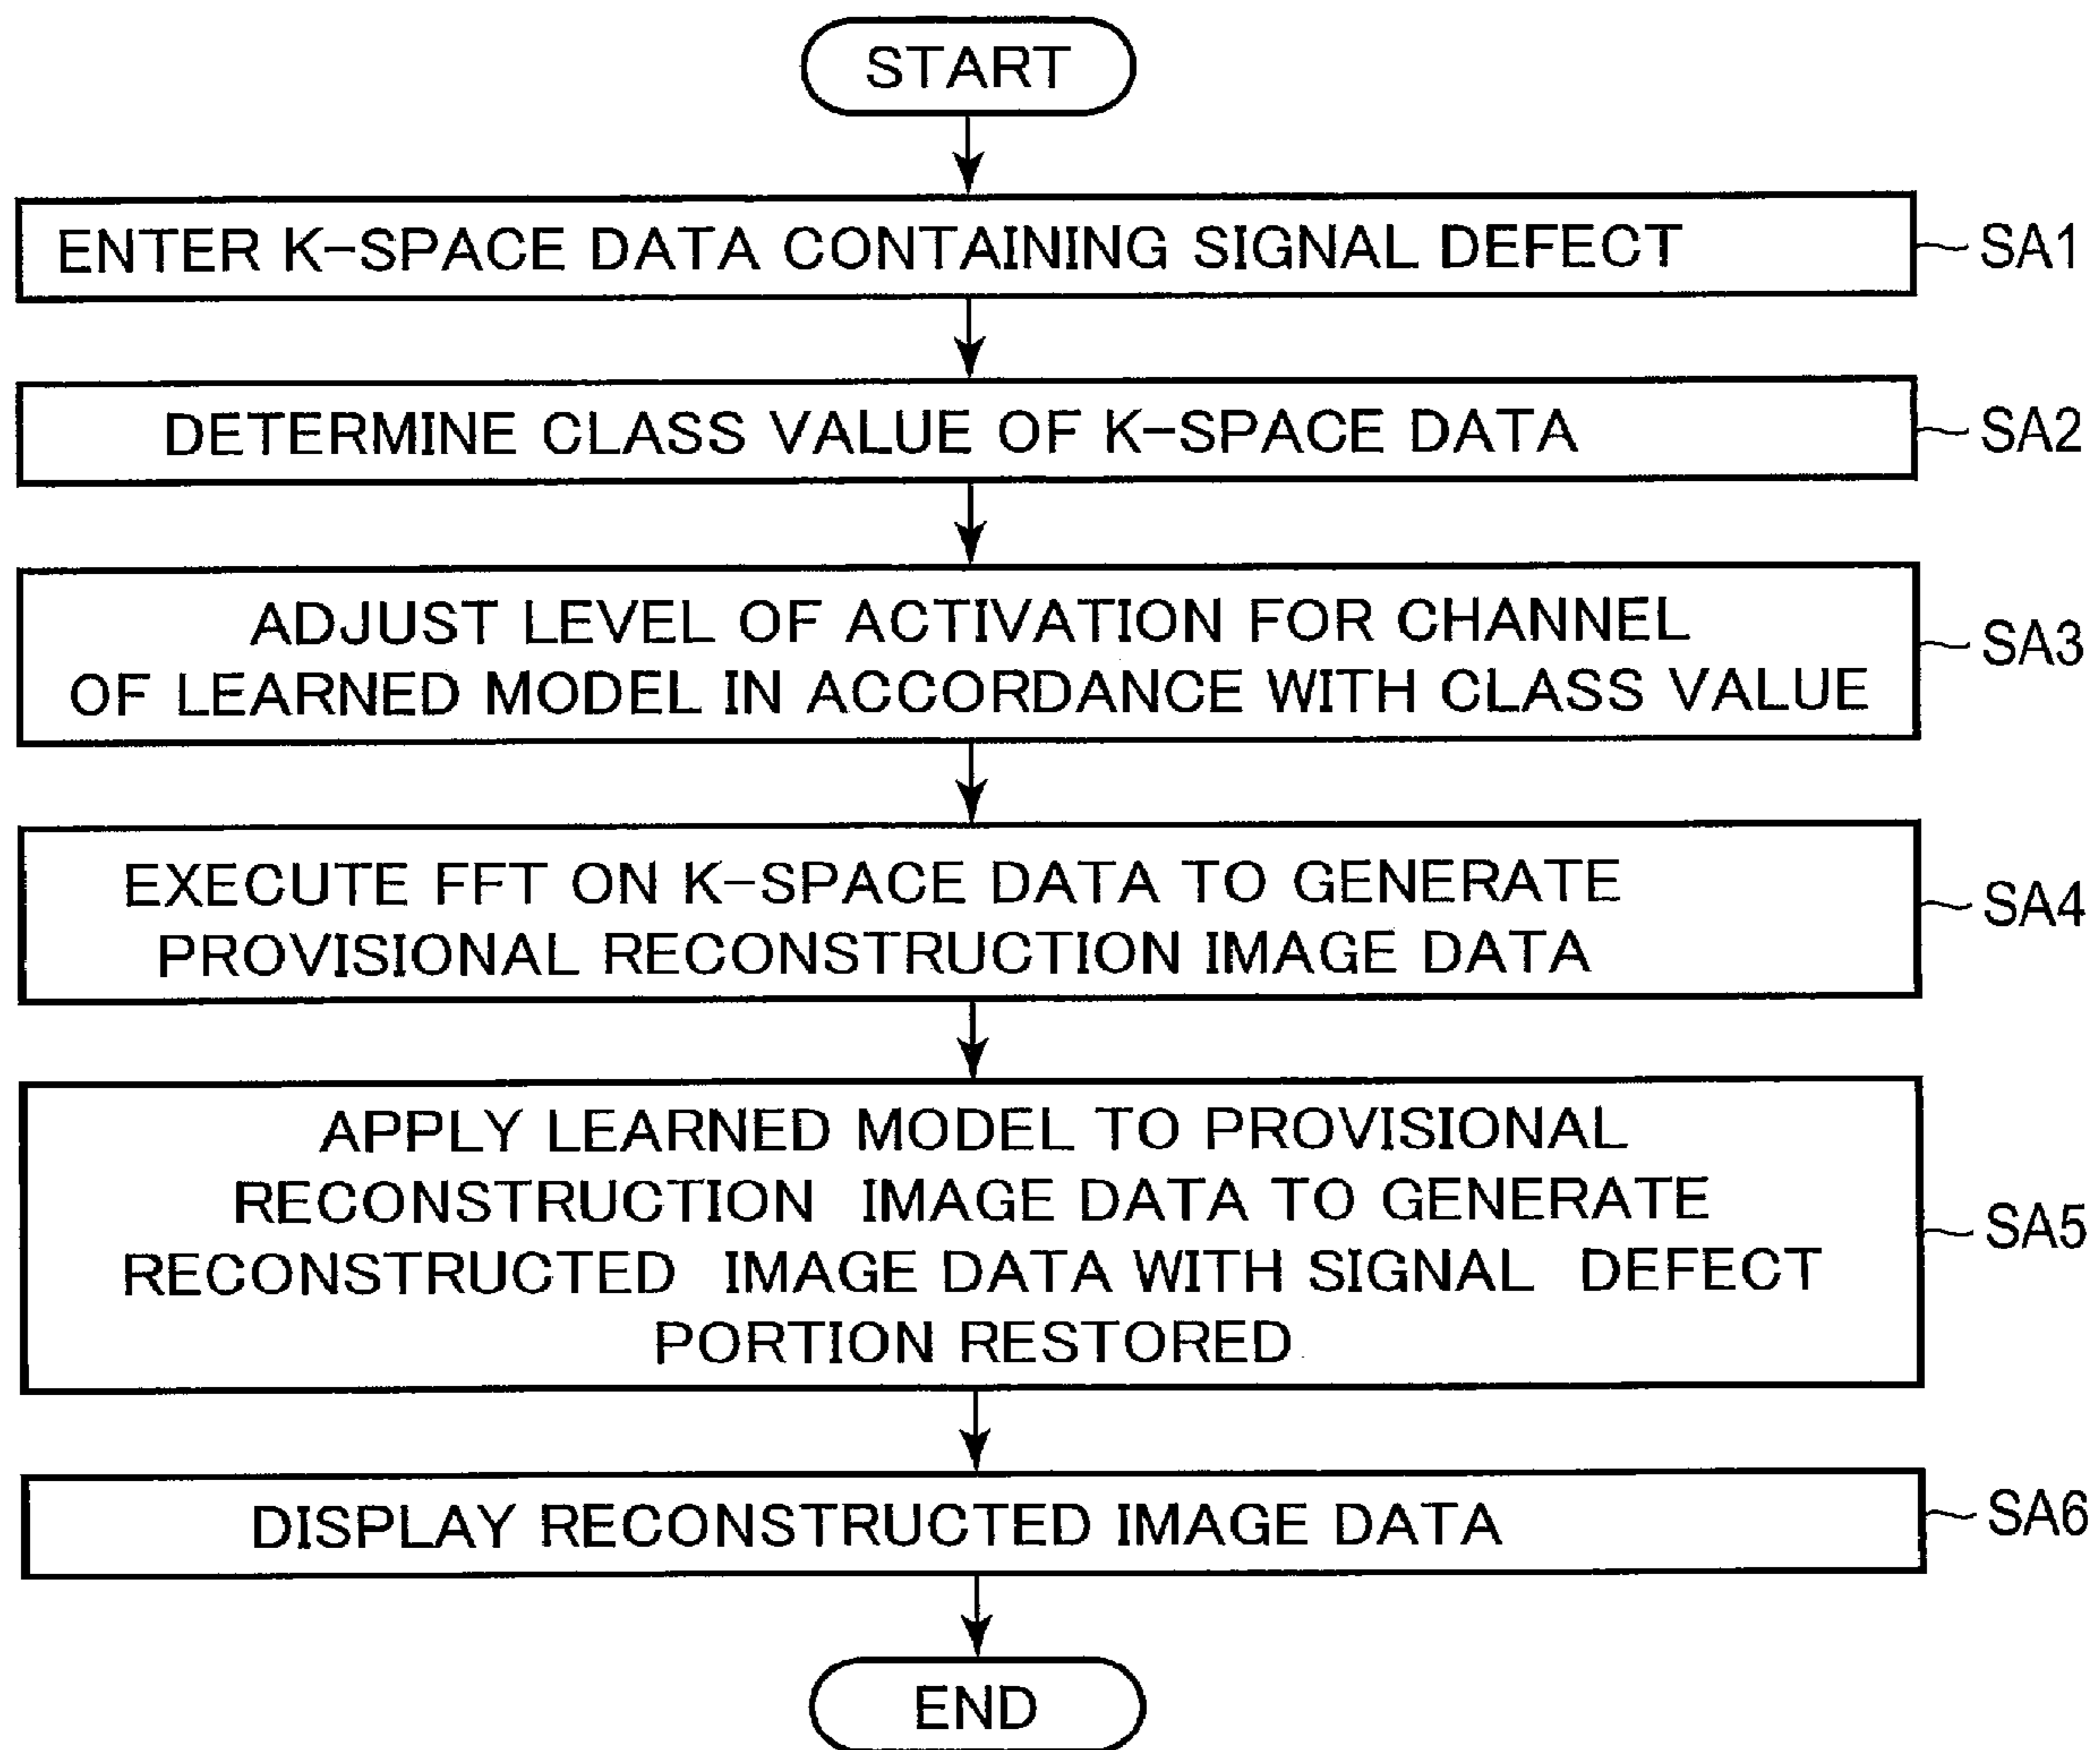 START
ENTER K-SPACE DATA CONTAINING SIGNAL DEFECT
SA1
DETERMINE CLASS VALUE OF K-SPACE DATA
SA2
ADJUST LEVEL OF ACTIVATION FOR CHANNEL
OF LEARNED MODEL IN ACCORDANCE WITH CLASS VALUE
SA3
EXECUTE FFT ON K-SPACE DATA TO GENERATE
PROVISIONAL RECONSTRUCTION IMAGE DATA
SA4
APPLY LEARNED MODEL TO PROVISIONAL
RECONSTRUCTION IMAGE DATA TO GENERATE
RECONSTRUCTED IMAGE DATA WITH SIGNAL DEFECT
PORTION RESTORED
SA5
DISPLAY RECONSTRUCTED IMAGE DATA
SA6
END